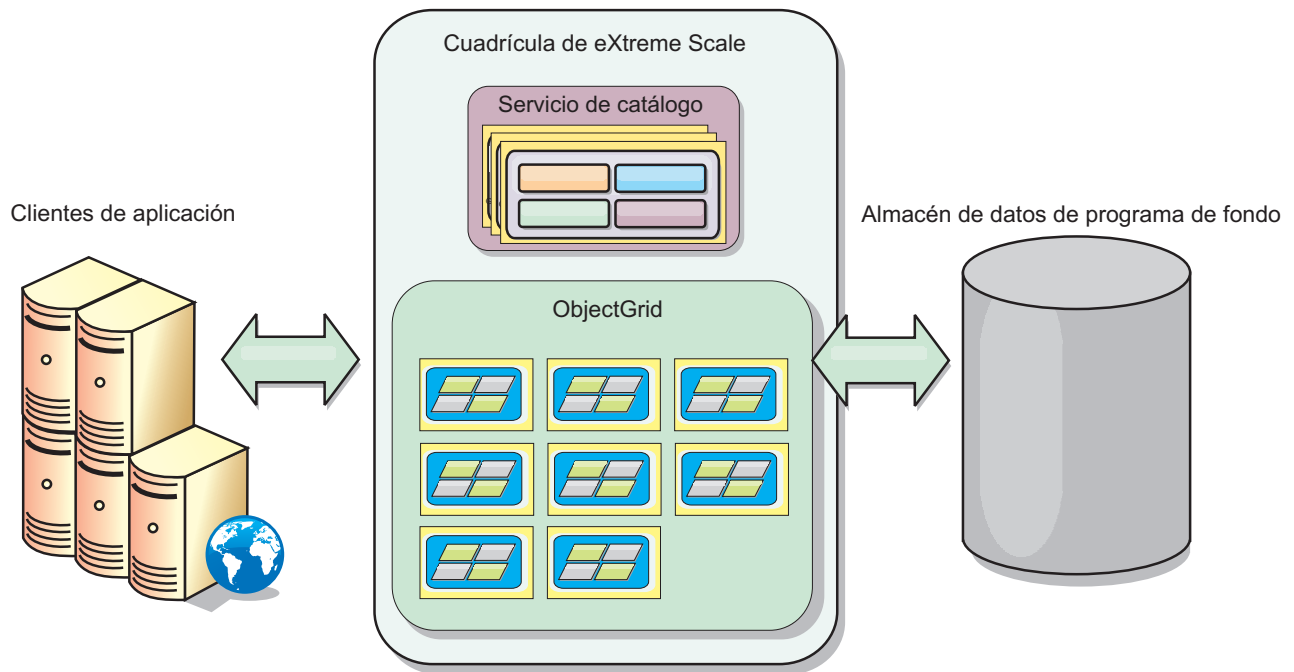 Cuadrícula de eXtreme Scale
Servicio de catálogo
Clientes de aplicación
Almacén de datos de programa de fondo
ObjectGrid